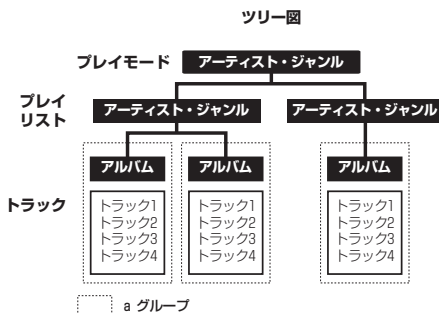 ツリー図
プレイモード アーティスト・ジャンル
プレイ
リスト
アーティスト・ジャンル アーティスト・ジャンル
アルバム アルバム アルバム
トラック
トラック1 トラック1 トラック1
トラック2 トラック2 トラック2
トラック3 トラック3 トラック3
トラック4 トラック4 トラック4
a グループ